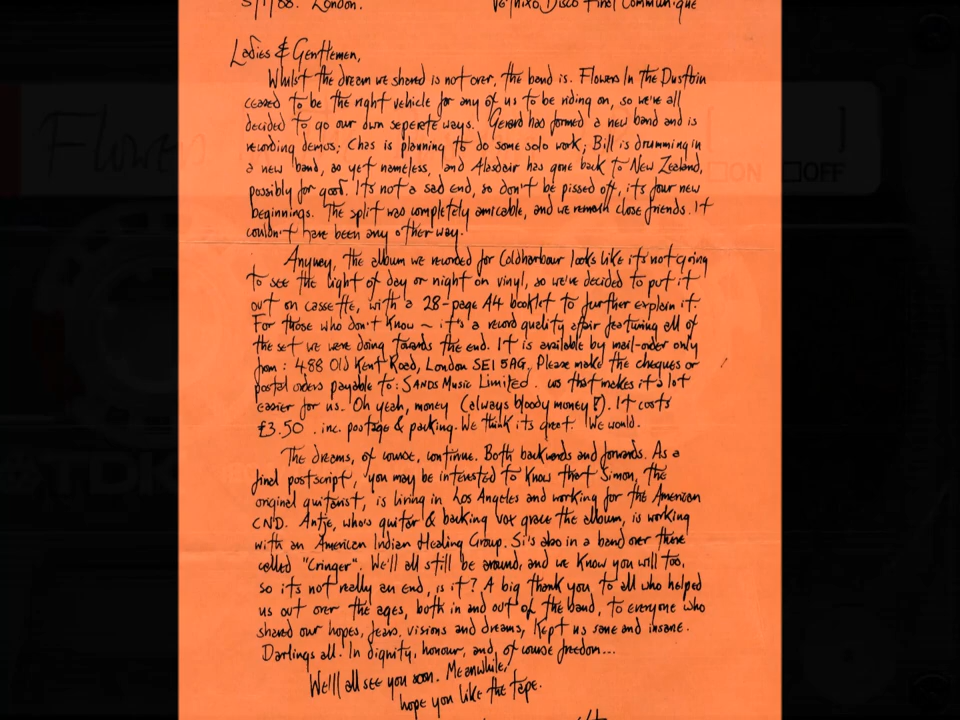 5/1/88. London.
Final Communique
Ladies & Gentlemen,
Whilst the dream we shared is not over, the band is. Flowers In the Dustbin
ceased to be the right vehicle for any of us to be riding on, so we've all
decided to go our own seperete ways. Gerard has formed a new band and is
recording demos; Chas is planning to do some solo work; Bill is drumming in
a new band, as yet nameless, and Alasdair has gone back to New Zealand,
possibly for good. It's not a sad end, so don't be pissed off, it's four new
beginnings. The split was completely amicable, and we remain close friends. It
couldn't have been any other way.
Anyway, the album we recorded for Coldharbour looks like it's not going
to see the light of day or night on vinyl, so we've decided to put it
out on cassette, with a 28-page A4 booklet to further explain it.
For those who don't know ~ it's a record quality affair featuring all of
the set we were doing towards the end. It is available by mail-order only
from: 488 Old Kent Road, London SE1 5AG. Please make the cheques or
postal orders payable to: SANDS Music Limited. that makes it a lot
easier for us. Oh yeah, money (always bloody money!). It costs
£3.50. inc. postage & packing. We think its great. We would.
The dreams, of course, continue. Both backwards and forwards. As a
final postscript, you may be interested to know that Simon, the
original guitarist, is living in Los Angeles and working for the American
CND. Antje, who's guitar & backing vox grace the album, is working
with an American Indian Healing Group. Si's also in a band over there
called "Cringer". We'll all still be around, and we know you will too,
so its not really an end, is it? A big thank you to all who helped
us out over the ages, both in and out of the band, to everyone who
shared our hopes, fears, visions and dreams, kept us sane and insane.
Darlings all. In dignity, honour, and, of course freedom...
We'll all see you soon. Meanwhile,
hope you like the tape.
Flowers
ON OFF
TDK